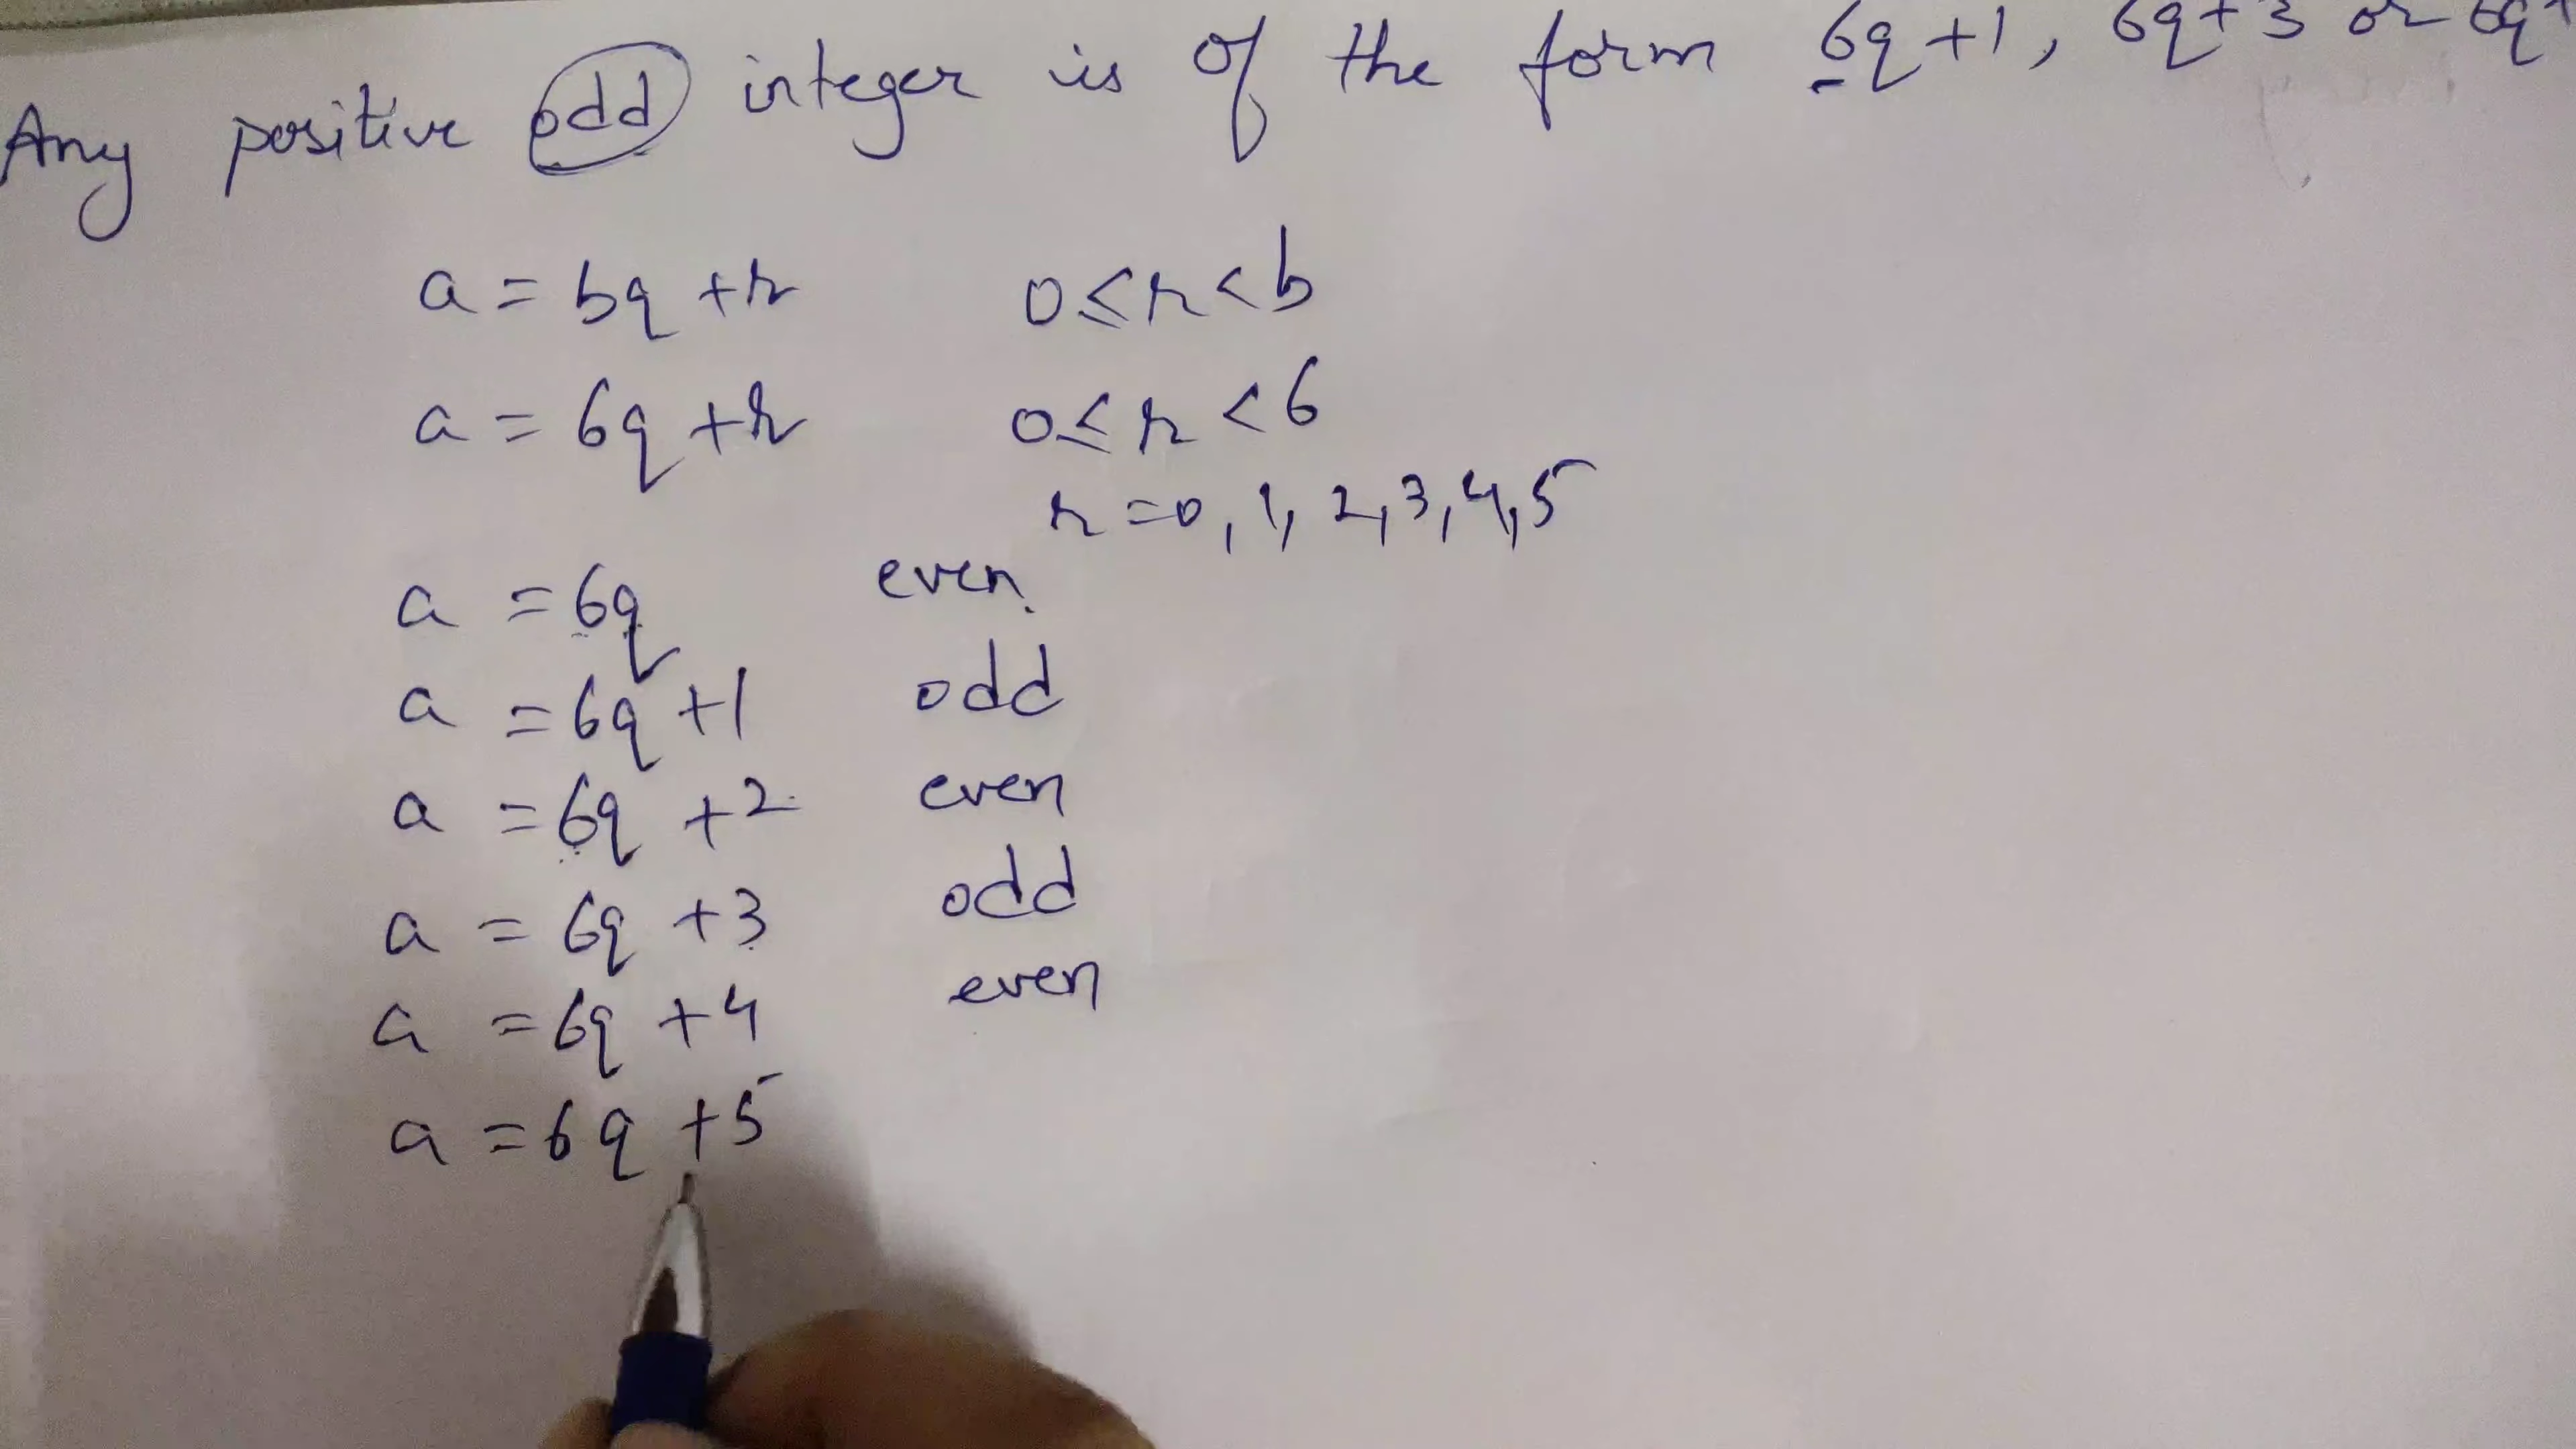 Any positive odd integer is of the form 6q+1, 6q+3 or 6q+
a = bq + r 0 ≤ r < b
a = 6q + r 0 ≤ r < 6
r = 0, 1, 2, 3, 4, 5
a = 6q even
a = 6q + 1 odd
a = 6q + 2 even
a = 6q + 3 odd
a = 6q + 4 even
a = 6q + 5